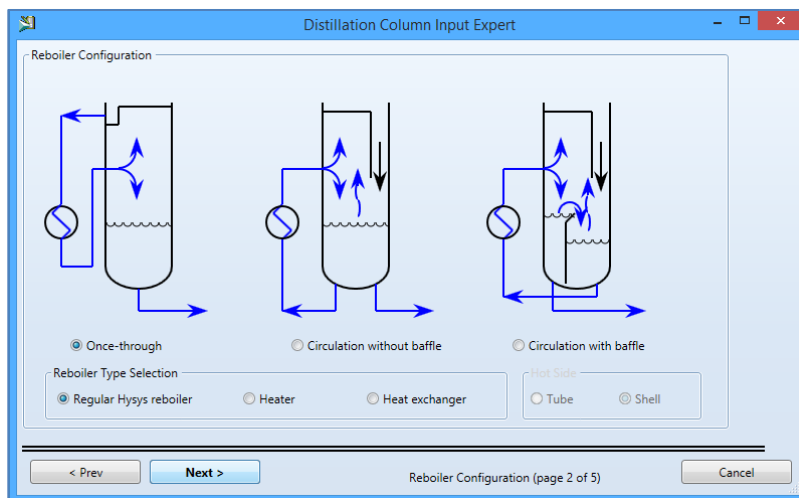 Distillation Column Input Expert
Reboiler Configuration
Once-through
Circulation without baffle
Circulation with baffle
Reboiler Type Selection
Regular Hysys reboiler
Heater
Heat exchanger
Hot Side
Tube
Shell
< Prev
Next >
Reboiler Configuration (page 2 of 5)
Cancel